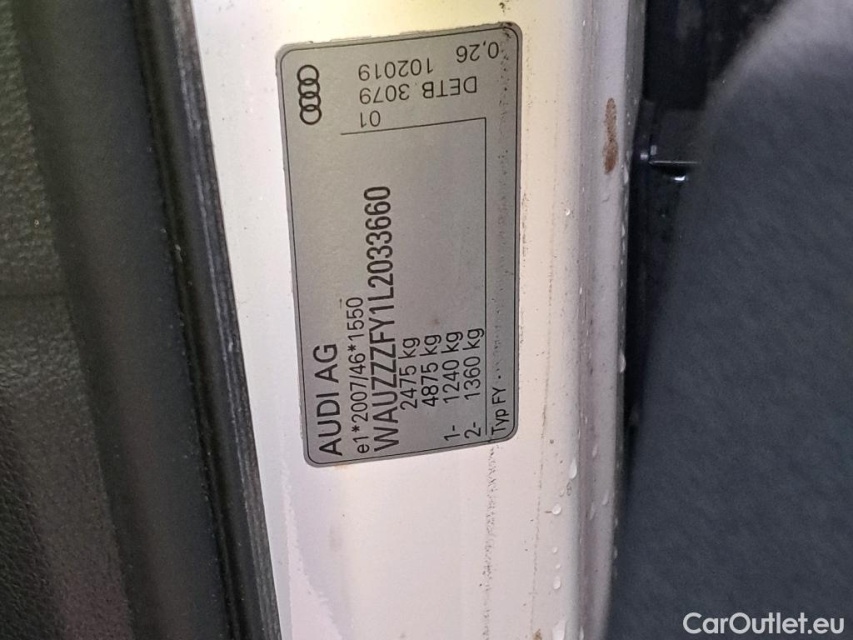 AUDI AG
e1*2007/46*1550
WAUZZZFY1L2033660
2475 kg
4875 kg
1- 1240 kg
2- 1360 kg
Typ FY
01
102019
DETB 3079
0,26
CarOutlet.eu